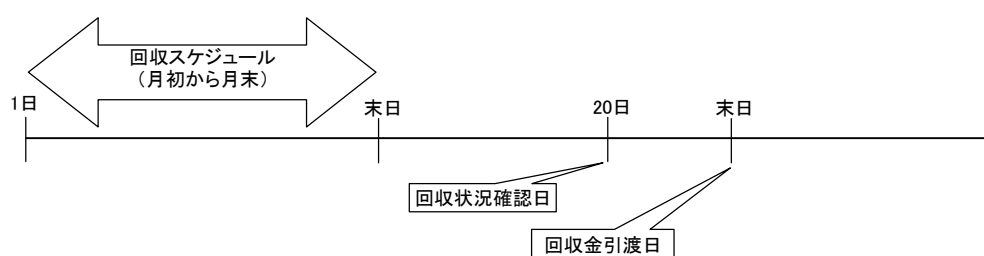 回収スケジュール
（月初から月末）
1日
末日
20日
末日
回収状況確認日
回収金引渡日